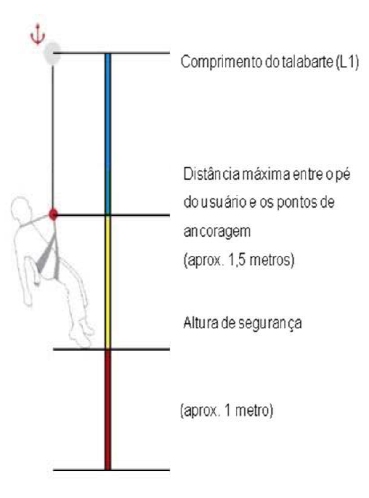 Comprimento do talabarte (L1)
Distância máxima entre o pé
do usuário e os pontos de
ancoragem
(aprox. 1,5 metros)
Altura de segurança
(aprox. 1 metro)